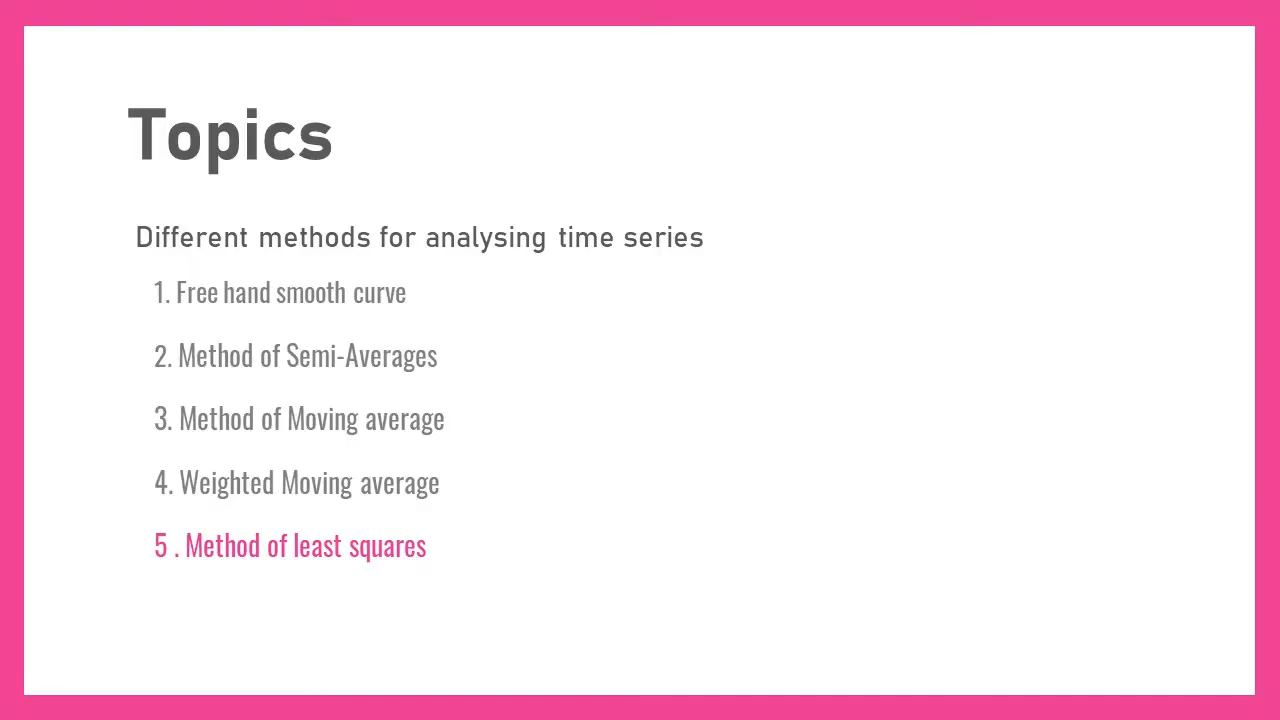 Topics
Different methods for analysing time series
1. Free hand smooth curve
2. Method of Semi-Averages
3. Method of Moving average
4. Weighted Moving average
5 . Method of least squares